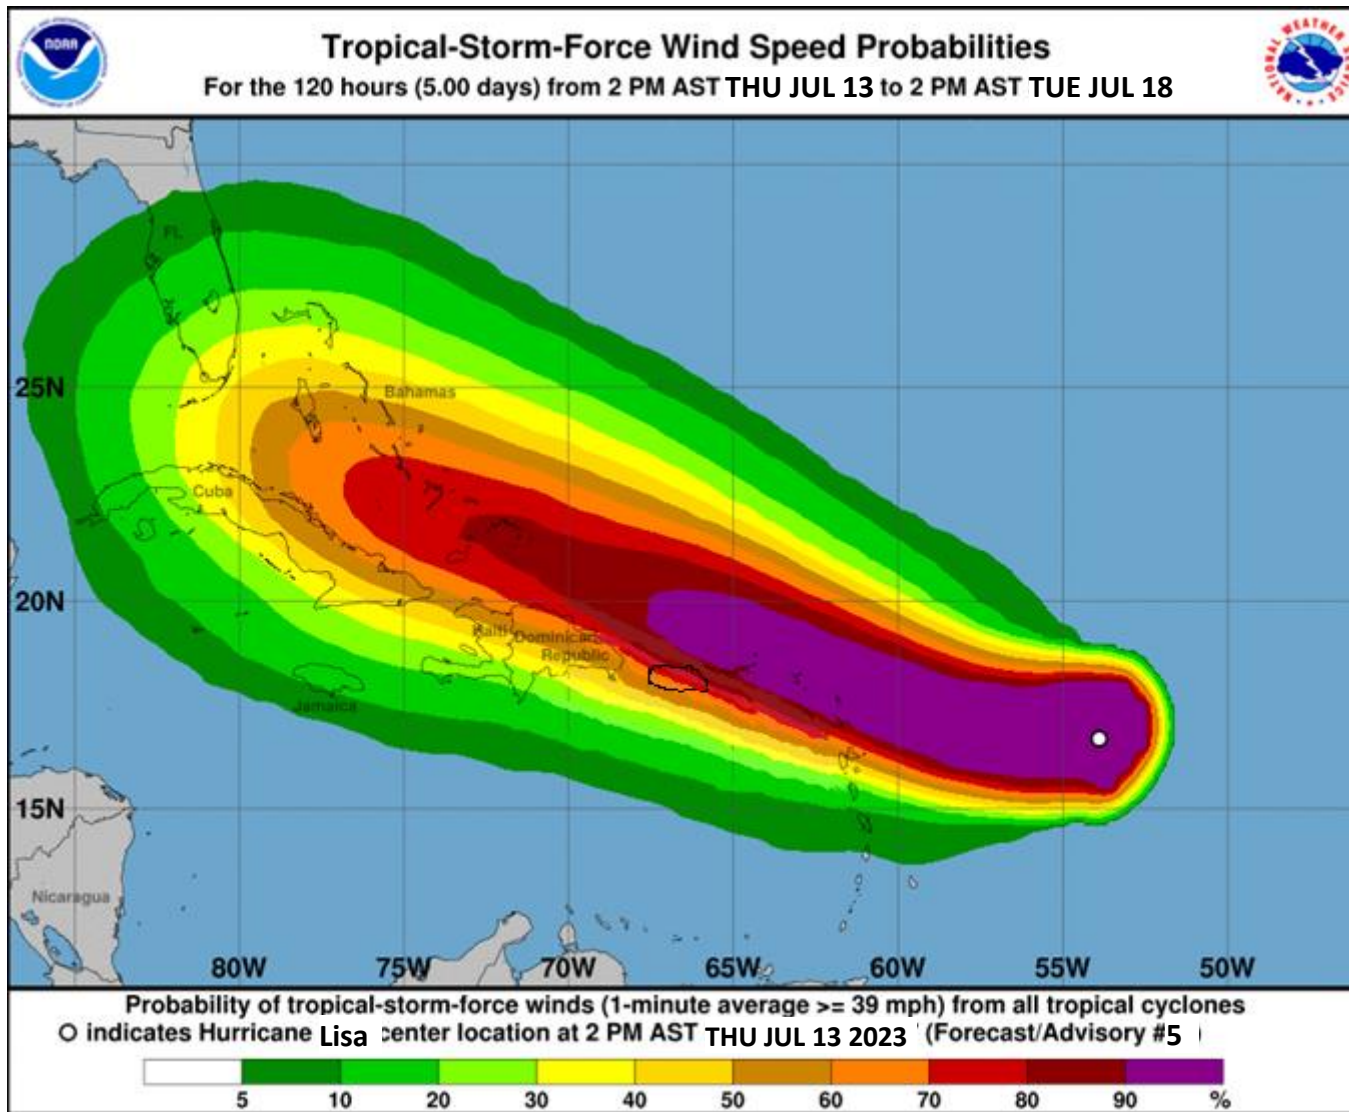 NOAA
NATIONAL WEATHER SERVICE
Tropical-Storm-Force Wind Speed Probabilities
For the 120 hours (5.00 days) from 2 PM AST THU JUL 13 to 2 PM AST TUE JUL 18
FL
25N
Bahamas
Cuba
20N
Haiti
Dominican
Republic
Jamaica
15N
Nicaragua
80W 75W 70W 65W 60W 55W 50W
Probability of tropical-storm-force winds (1-minute average >= 39 mph) from all tropical cyclones
indicates Hurricane Lisa center location at 2 PM AST THU JUL 13 2023 (Forecast/Advisory #5 )
5 10 20 30 40 50 60 70 80 90 %